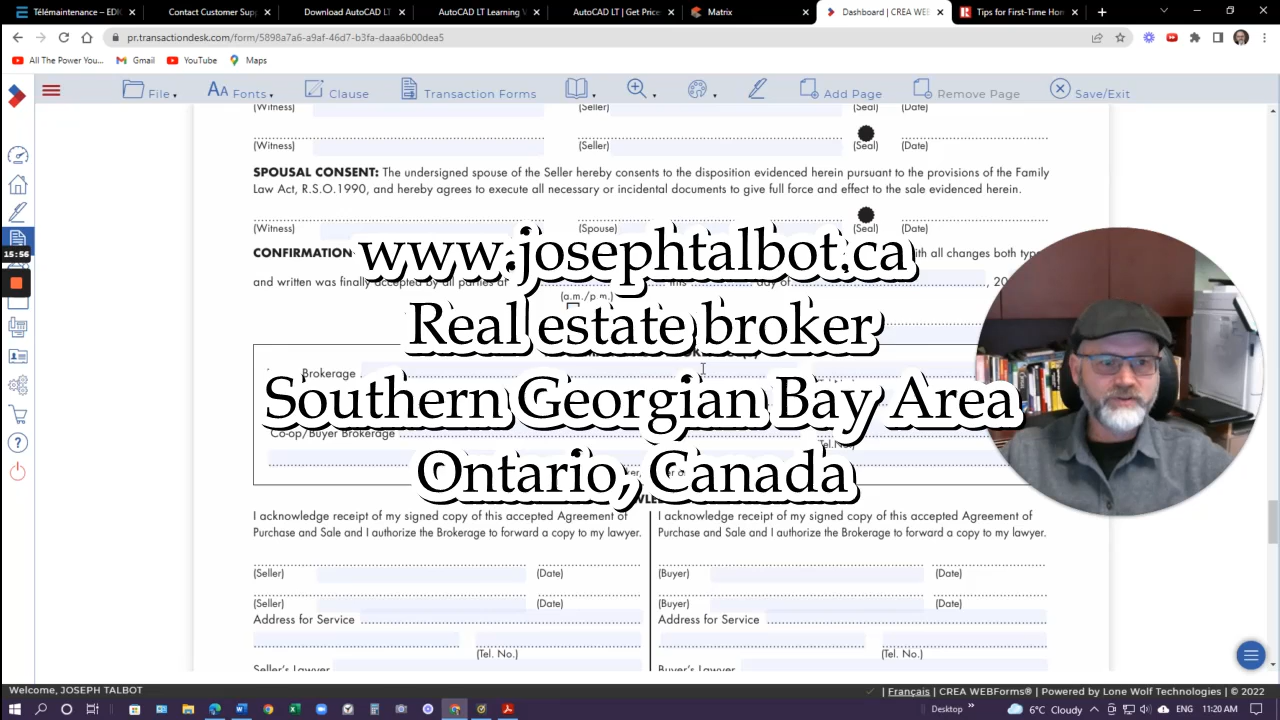 Télémaintenance – EDIC
Contact Customer Supp
Download AutoCAD LT
AutoCAD LT Learning V
AutoCAD LT | Get Prices
Matrix
Dashboard | CREA WEB
Tips for First-Time Hom
pr.transactiondesk.com/form/5898a7a6-a9af-46d7-b3fa-daaa6b00dea5
All The Power You...
Gmail
YouTube
Maps
File
Fonts
Clause
Transaction Forms
Add Page
Remove Page
Save/Exit
(Witness)
(Seller)
(Seal)
(Date)
(Witness)
(Seller)
(Seal)
(Date)
SPOUSAL CONSENT: The undersigned spouse of the Seller hereby consents to the disposition evidenced herein pursuant to the provisions of the Family
Law Act, R.S.O.1990, and hereby agrees to execute all necessary or incidental documents to give full force and effect to the sale evidenced herein.
(Witness)
(Spouse)
(Seal)
(Date)
www.josephtalbot.ca
CONFIRMATION
with all changes both
and written was finally accepted by all parties at
this
day of
, 20
(a.m./p.m.)
Real estate broker
Brokerage
Southern Georgian Bay Area
Co-op/Buyer Brokerage
(Tel.No.)
Ontario, Canada
I acknowledge receipt of my signed copy of this accepted Agreement of
Purchase and Sale and I authorize the Brokerage to forward a copy to my lawyer.
I acknowledge receipt of my signed copy of this accepted Agreement of
Purchase and Sale and I authorize the Brokerage to forward a copy to my lawyer.
(Seller)
(Date)
(Buyer)
(Date)
(Seller)
(Date)
(Buyer)
(Date)
Address for Service
Address for Service
(Tel. No.)
(Tel. No.)
Seller's Lawyer
Buyer's Lawyer
15:56
Welcome, JOSEPH TALBOT
| Français | CREA WEBForms® | Powered by Lone Wolf Technologies | © 2022
Desktop
6°C Cloudy
11:20 AM